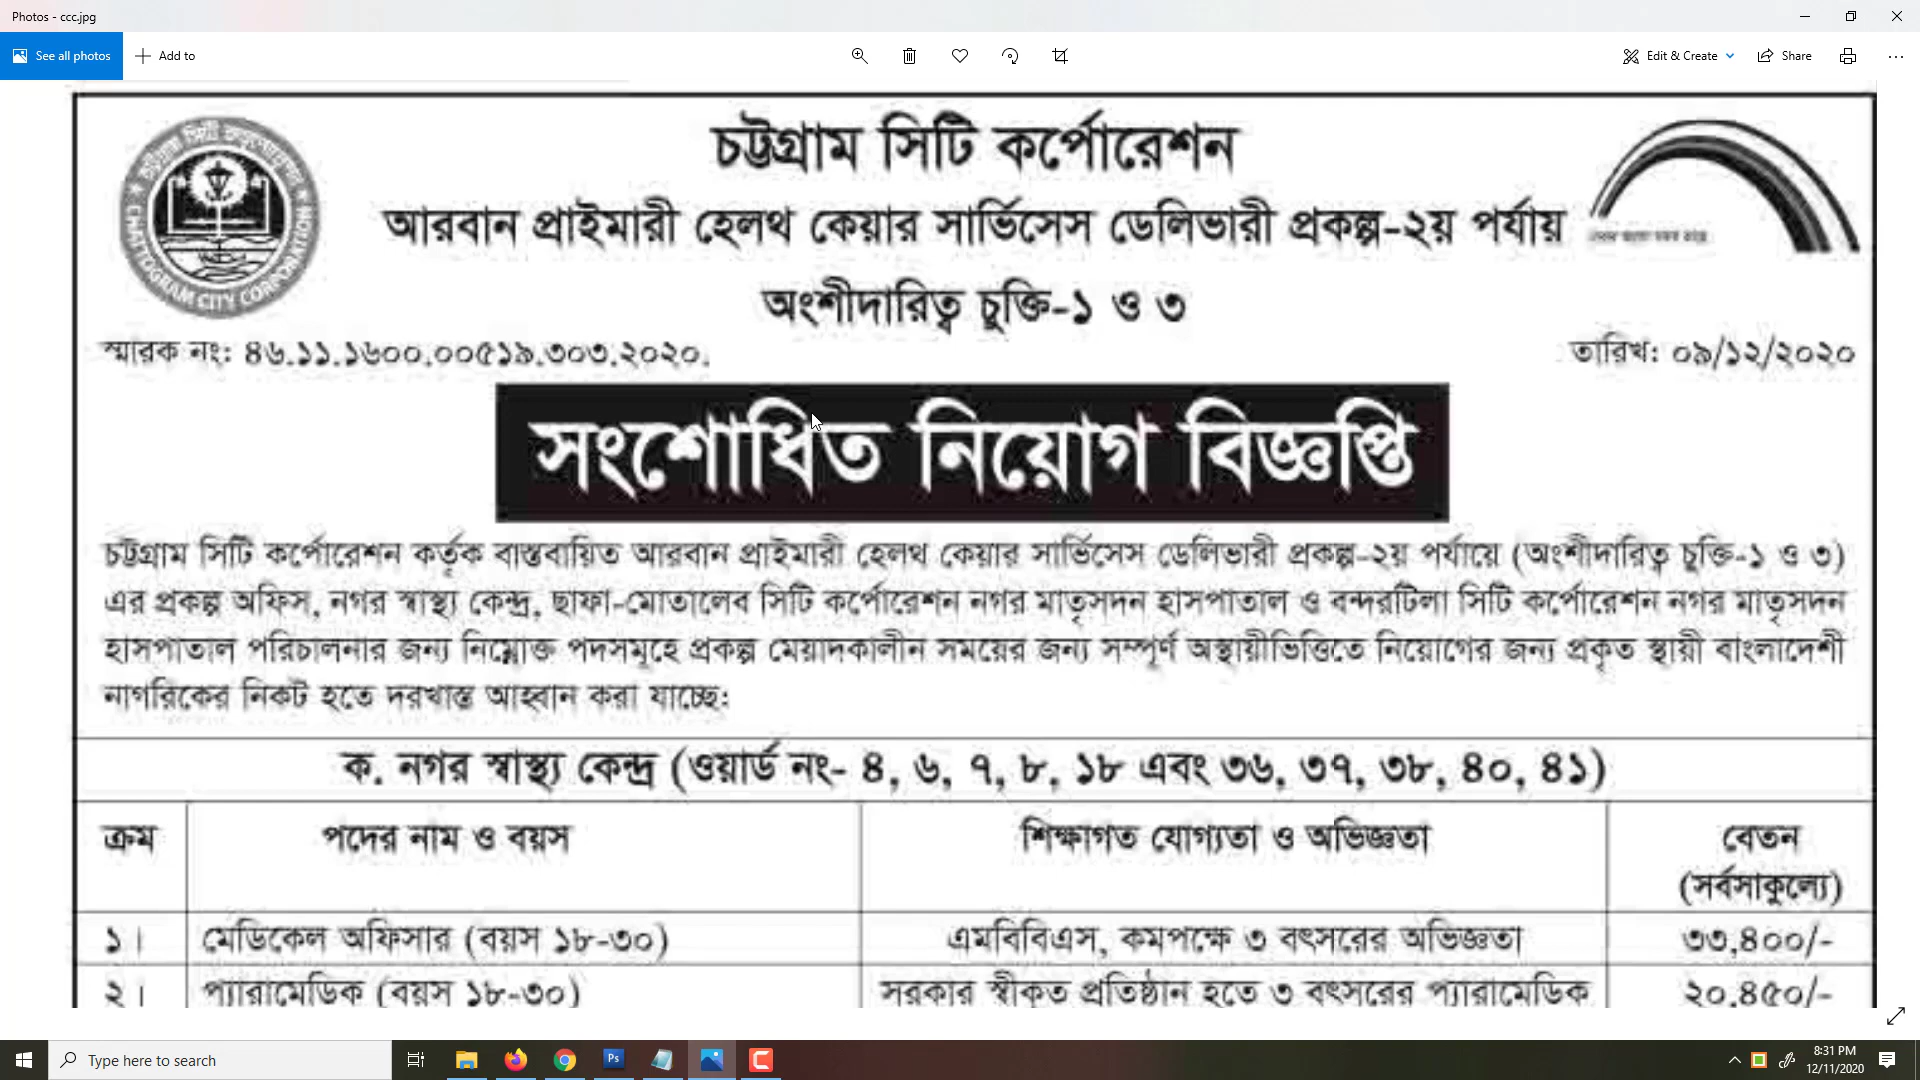 Photos - ccc.jpg
See all photos
Add to
Edit & Create
Share
চট্টগ্রাম সিটি কর্পোরেশন
আরবান প্রাইমারী হেলথ কেয়ার সার্ভিসেস ডেলিভারী প্রকল্প-২য় পর্যায়
অংশীদারিত্ব চুক্তি-১ ও ৩
CHATTOGRAM CITY CORPORATION
স্মারক নং: ৪৬.১১.১৬০০.০০৫১৯.৩০৩.২০২০.
তারিখ: ০৯/১২/২০২০
সংশোধিত নিয়োগ বিজ্ঞপ্তি
চট্টগ্রাম সিটি কর্পোরেশন কর্তৃক বাস্তবায়িত আরবান প্রাইমারী হেলথ কেয়ার সার্ভিসেস ডেলিভারী প্রকল্প-২য় পর্যায়ে (অংশীদারিত্ব চুক্তি-১ ও ৩)
এর প্রকল্প অফিস, নগর স্বাস্থ্য কেন্দ্র, ছাফা-মোতালেব সিটি কর্পোরেশন নগর মাতৃসদন হাসপাতাল ও বন্দরটিলা সিটি কর্পোরেশন নগর মাতৃসদন
হাসপাতাল পরিচালনার জন্য নিম্নোক্ত পদসমূহে প্রকল্প মেয়াদকালীন সময়ের জন্য সম্পূর্ণ অস্থায়ীভিত্তিতে নিয়োগের জন্য প্রকৃত স্থায়ী বাংলাদেশী
নাগরিকের নিকট হতে দরখাস্ত আহ্বান করা যাচ্ছে:
ক. নগর স্বাস্থ্য কেন্দ্র (ওয়ার্ড নং- ৪, ৬, ৭, ৮, ১৮ এবং ৩৬, ৩৭, ৩৮, ৪০, ৪১)
ক্রম পদের নাম ও বয়স শিক্ষাগত যোগ্যতা ও অভিজ্ঞতা বেতন
(সর্বসাকুল্যে)
১। মেডিকেল অফিসার (বয়স ১৮-৩০) এমবিবিএস, কমপক্ষে ৩ বৎসরের অভিজ্ঞতা ৩৩,৪০০/-
২। প্যারামেডিক (বয়স ১৮-৩০) সরকার স্বীকৃত প্রতিষ্ঠান হতে ৩ বৎসরের প্যারামেডিক ২০,৪৫০/-
Type here to search
Ps
8:31 PM
12/11/2020